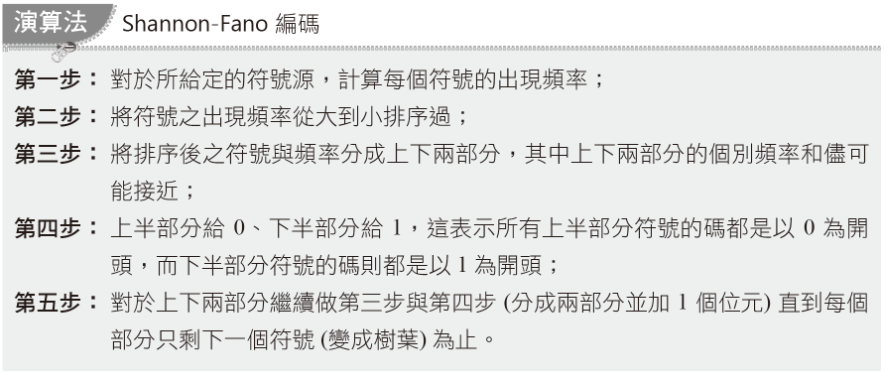 演算法 Shannon-Fano 編碼
第一步：對於所給定的符號源，計算每個符號的出現頻率；
第二步：將符號之出現頻率從大到小排序過；
第三步：將排序後之符號與頻率分成上下兩部分，其中上下兩部分的個別頻率和儘可
能接近；
第四步：上半部分給 0、下半部分給 1，這表示所有上半部分符號的碼都是以 0 為開
頭，而下半部分符號的碼則都是以 1 為開頭；
第五步：對於上下兩部分繼續做第三步與第四步 (分成兩部分並加 1 個位元) 直到每個
部分只剩下一個符號 (變成樹葉) 為止。